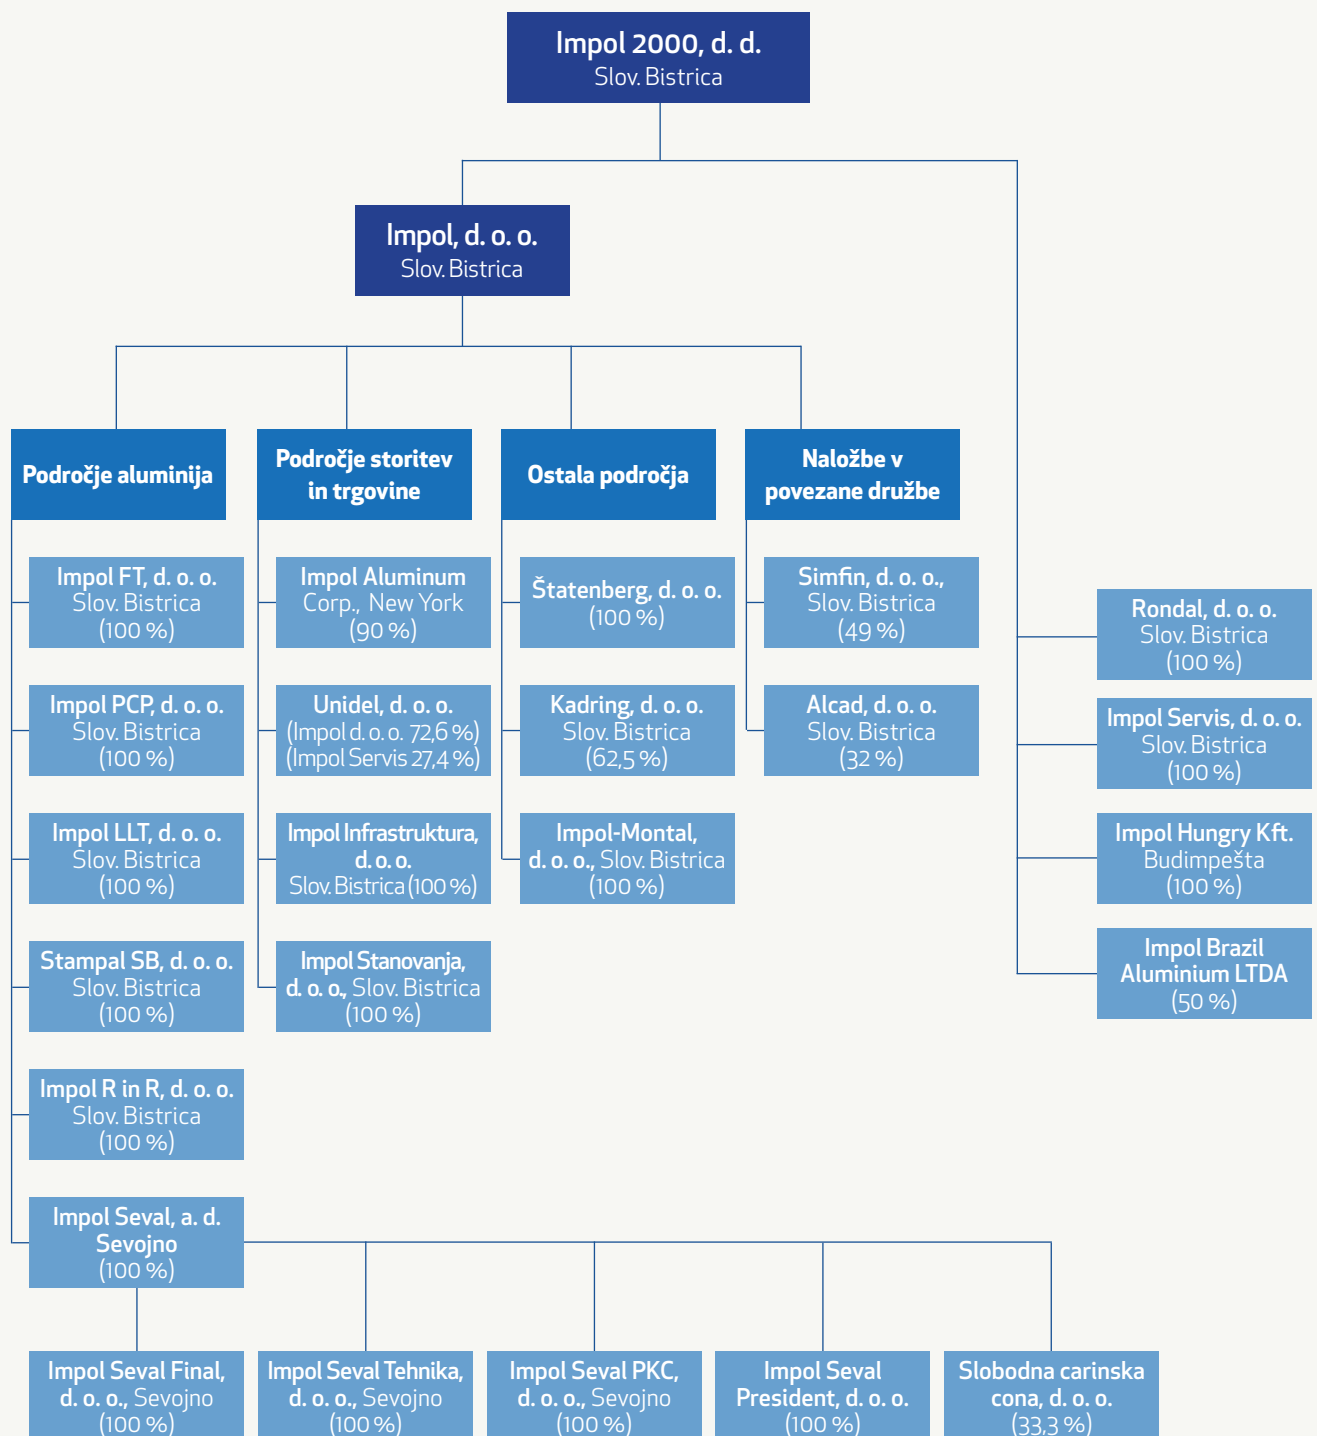 Impol 2000, d. d.
Slov. Bistrica
Impol, d. o. o.
Slov. Bistrica
Področje aluminija
Impol FT, d. o. o.
Slov. Bistrica
(100 %)
Impol PCP, d. o. o.
Slov. Bistrica
(100 %)
Impol LLT, d. o. o.
Slov. Bistrica
(100 %)
Stampal SB, d. o. o.
Slov. Bistrica
(100 %)
Impol R in R, d. o. o.
Slov. Bistrica
(100 %)
Impol Seval, a. d.
Sevojno
(100 %)
Področje storitev
in trgovine
Impol Aluminum
Corp., New York
(90 %)
Unidel, d. o. o.
(Impol d. o. o. 72,6 %)
(Impol Servis 27,4 %)
Impol Infrastruktura,
d. o. o.
Slov. Bistrica (100 %)
Impol Stanovanja,
d. o. o., Slov. Bistrica
(100 %)
Ostala področja
Štatenberg, d. o. o.
(100 %)
Kadring, d. o. o.
Slov. Bistrica
(62,5 %)
Impol-Montal,
d. o. o., Slov. Bistrica
(100 %)
Naložbe v
povezane družbe
Simfin, d. o. o.,
Slov. Bistrica
(49 %)
Alcad, d. o. o.
Slov. Bistrica
(32 %)
Rondal, d. o. o.
Slov. Bistrica
(100 %)
Impol Servis, d. o. o.
Slov. Bistrica
(100 %)
Impol Hungry Kft.
Budimpešta
(100 %)
Impol Brazil
Aluminium LTDA
(50 %)
Impol Seval Final,
d. o. o., Sevojno
(100 %)
Impol Seval Tehnika,
d. o. o., Sevojno
(100 %)
Impol Seval PKC,
d. o. o., Sevojno
(100 %)
Impol Seval
President, d. o. o.
(100 %)
Slobodna carinska
cona, d. o. o.
(33,3 %)